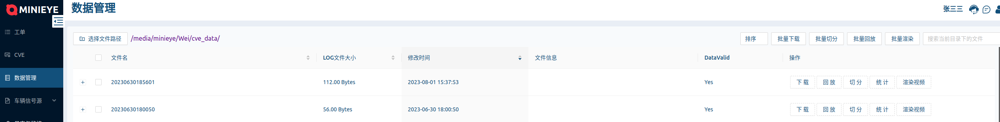 MINIEYE
数据管理
张三三
工单
CVE
数据管理
车辆信号源
选择文件路径 /media/minieye/Wei/cve_data/
排序 批量下载 批量切分 批量回放 批量渲染 搜索当前目录下的文件
文件名 LOG文件大小 修改时间 文件信息 DataValid 操作
20230630185601 112.00 Bytes 2023-08-01 15:37:53 Yes 下载 回放 切分 统计 渲染视频
20230630180050 56.00 Bytes 2023-06-30 18:00:50 Yes 下载 回放 切分 统计 渲染视频